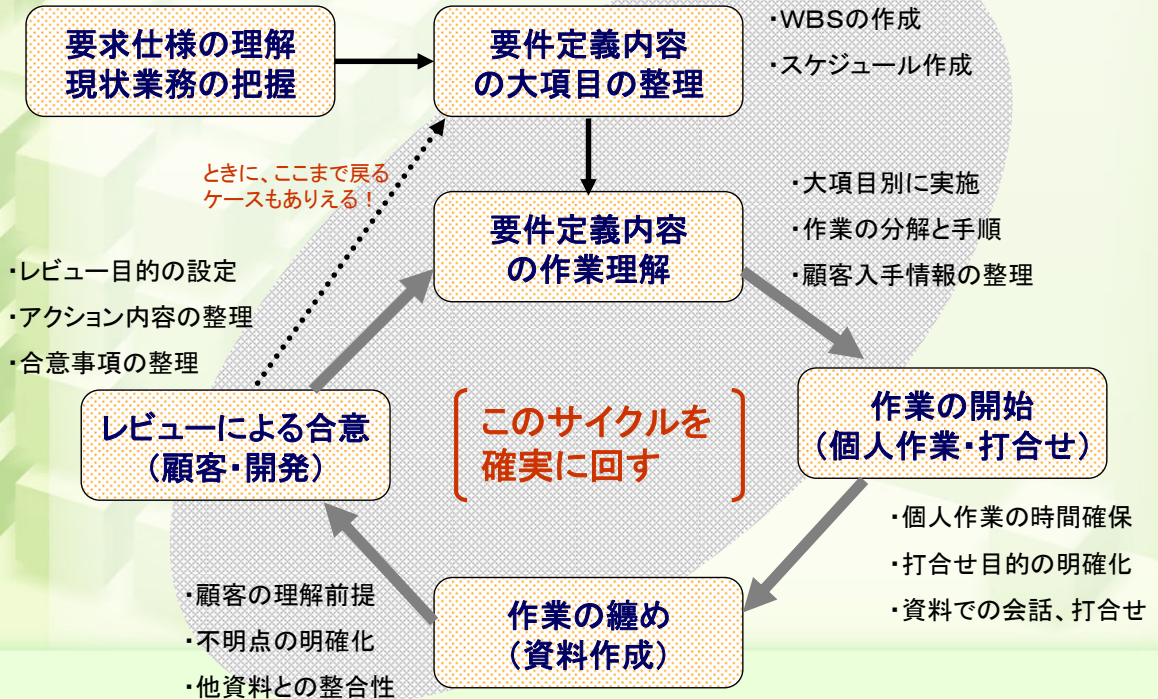 要求仕様の理解
現状業務の把握
要件定義内容
の大項目の整理
・WBSの作成
・スケジュール作成
ときに、ここまで戻る
ケースもありえる！
要件定義内容
の作業理解
・大項目別に実施
・作業の分解と手順
・顧客入手情報の整理
・レビュー目的の設定
・アクション内容の整理
・合意事項の整理
レビューによる合意
（顧客・開発）
このサイクルを
確実に回す
作業の開始
（個人作業・打合せ）
・個人作業の時間確保
・打合せ目的の明確化
・資料での会話、打合せ
・顧客の理解前提
・不明点の明確化
・他資料との整合性
作業の纏め
（資料作成）